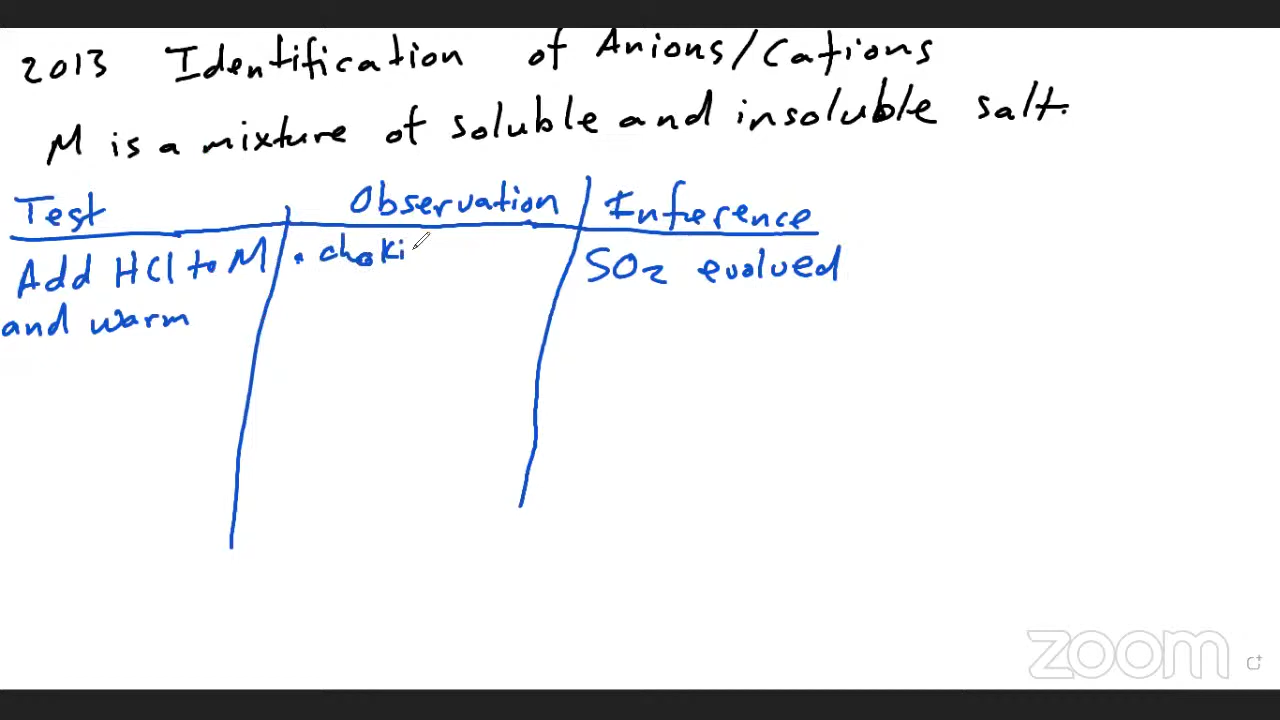 2013 Identification of Anions/Cations
M is a mixture of soluble and insoluble salt.
Test Observation Inference
Add HCl to M • choki SO2 evolved
and warm
zoom